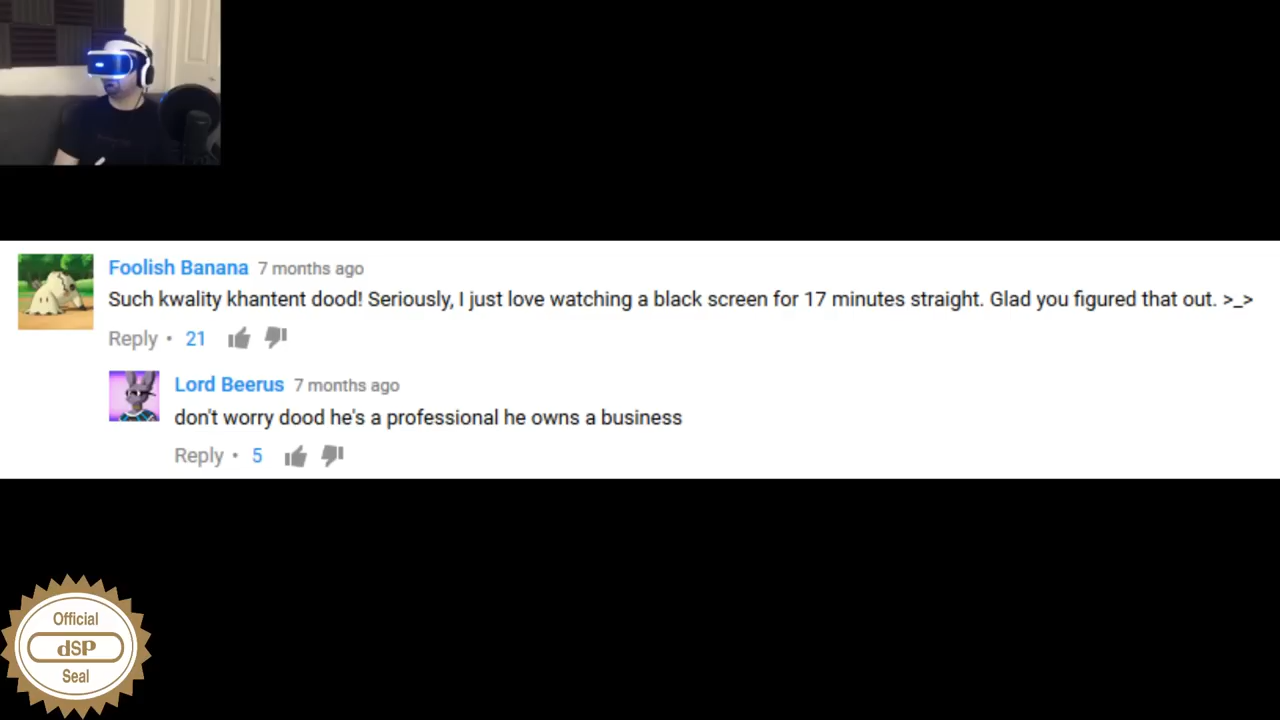 Foolish Banana 7 months ago
Such kwality khantent dood! Seriously, I just love watching a black screen for 17 minutes straight. Glad you figured that out. >_>
Reply • 21
Lord Beerus 7 months ago
don't worry dood he's a professional he owns a business
Reply • 5
Official
dSP
Seal